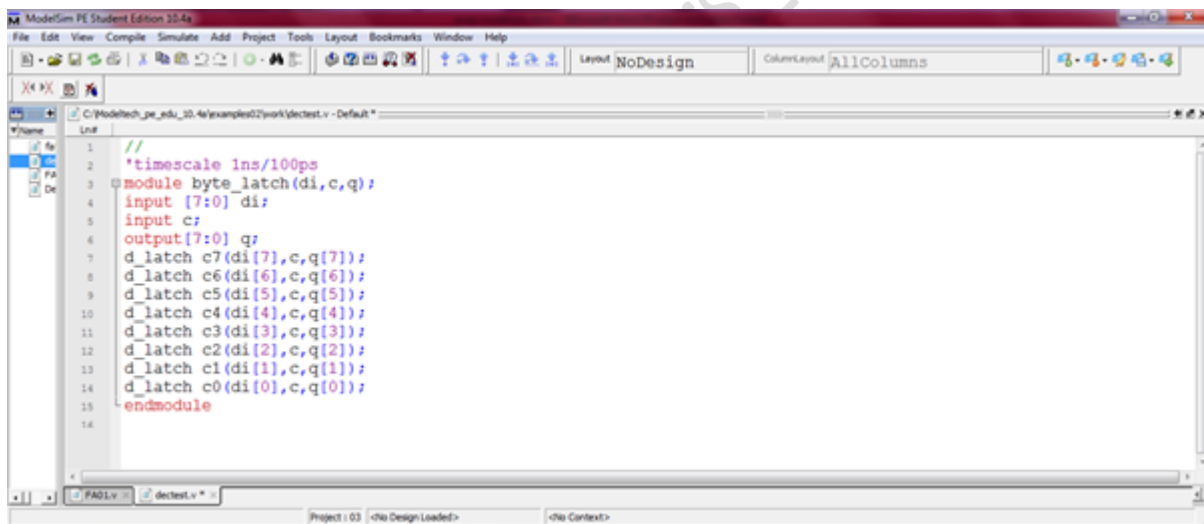 ModelSim PE Student Edition 10.4a
File Edit View Compile Simulate Add Project Tools Layout Bookmarks Window Help
Layout NoDesign
ColumnLayout AllColumns
C:/Modeltech_pe_edu_10.4a/examples02/work/dectest.v - Default *
Name
Ln#
fa
de
FA
De
1 //
2 'timescale 1ns/100ps
3 module byte_latch(di,c,q);
4 input [7:0] di;
5 input c;
6 output[7:0] q;
7 d_latch c7(di[7],c,q[7]);
8 d_latch c6(di[6],c,q[6]);
9 d_latch c5(di[5],c,q[5]);
10 d_latch c4(di[4],c,q[4]);
11 d_latch c3(di[3],c,q[3]);
12 d_latch c2(di[2],c,q[2]);
13 d_latch c1(di[1],c,q[1]);
14 d_latch c0(di[0],c,q[0]);
15 endmodule
16
FA01.v
dectest.v *
Project : 03 <No Design Loaded> <No Context>